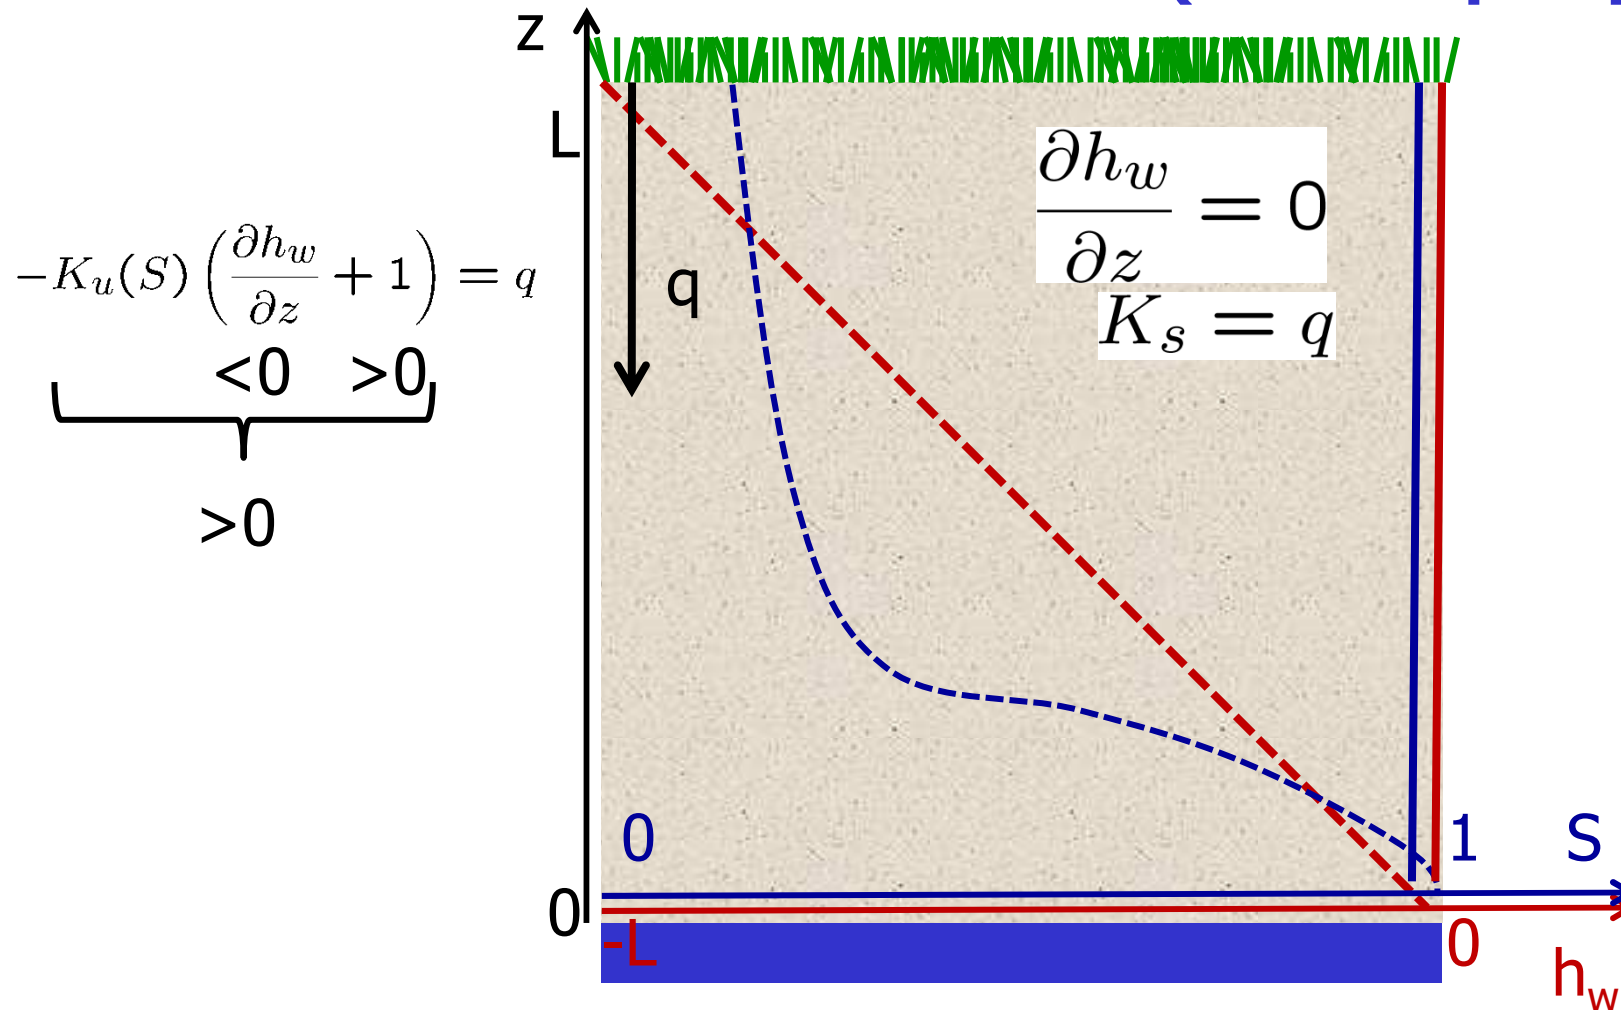 z
L
∂h_w/∂z = 0
K_s = q
−K_u(S) (∂h_w/∂z + 1) = q
<0 >0
>0
q
0 1 S
0
-L 0
h_w